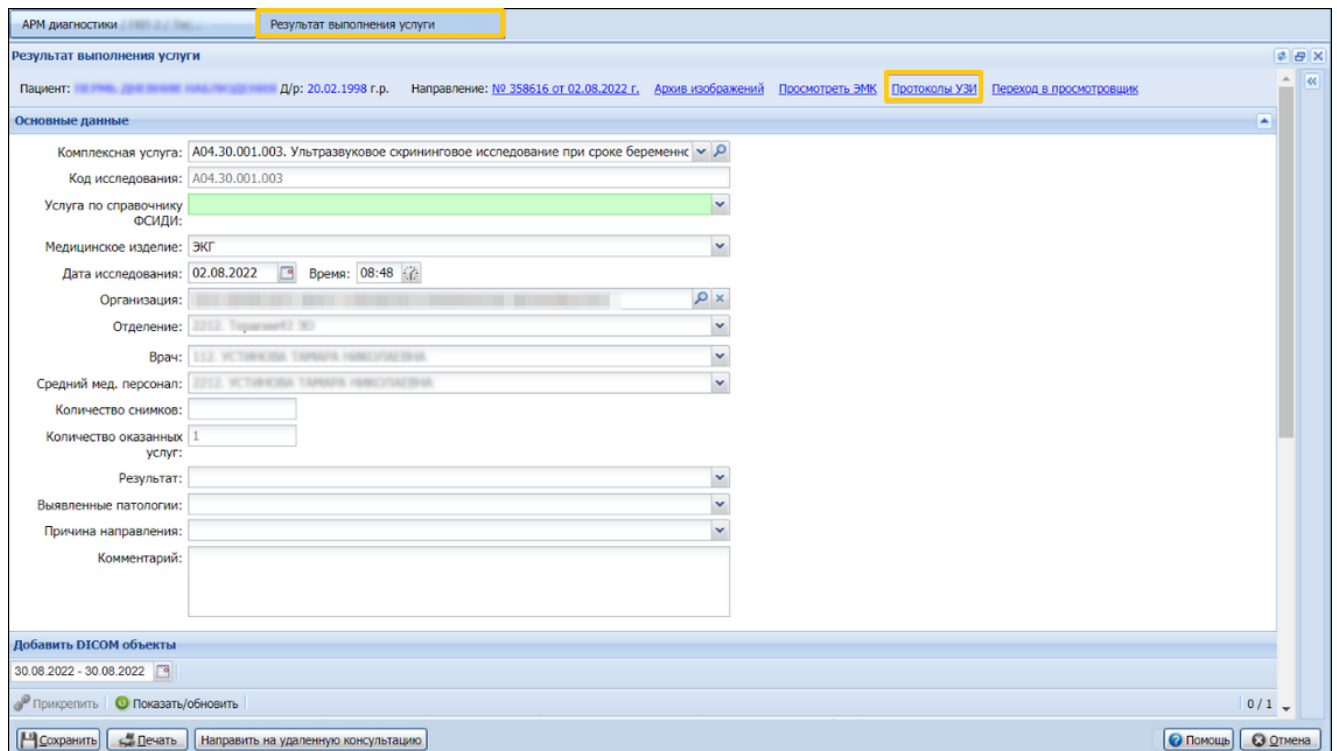 АРМ диагностики
Результат выполнения услуги
Результат выполнения услуги
Пациент: Д/р: 20.02.1998 г.р. Направление: № 358616 от 02.08.2022 г. Архив изображений Просмотреть ЭМК Протоколы УЗИ Переход в просмотровщик
Основные данные
Комплексная услуга: A04.30.001.003. Ультразвуковое скрининговое исследование при сроке беременнс
Код исследования: A04.30.001.003
Услуга по справочнику
ФСИДИ:
Медицинское изделие: ЭКГ
Дата исследования: 02.08.2022 Время: 08:48
Организация:
Отделение:
Врач:
Средний мед. персонал:
Количество снимков:
Количество оказанных 1
услуг:
Результат:
Выявленные патологии:
Причина направления:
Комментарий:
Добавить DICOM объекты
30.08.2022 - 30.08.2022
Прикрепить Показать/обновить 0 / 1
Сохранить Печать Направить на удаленную консультацию Помощь Отмена